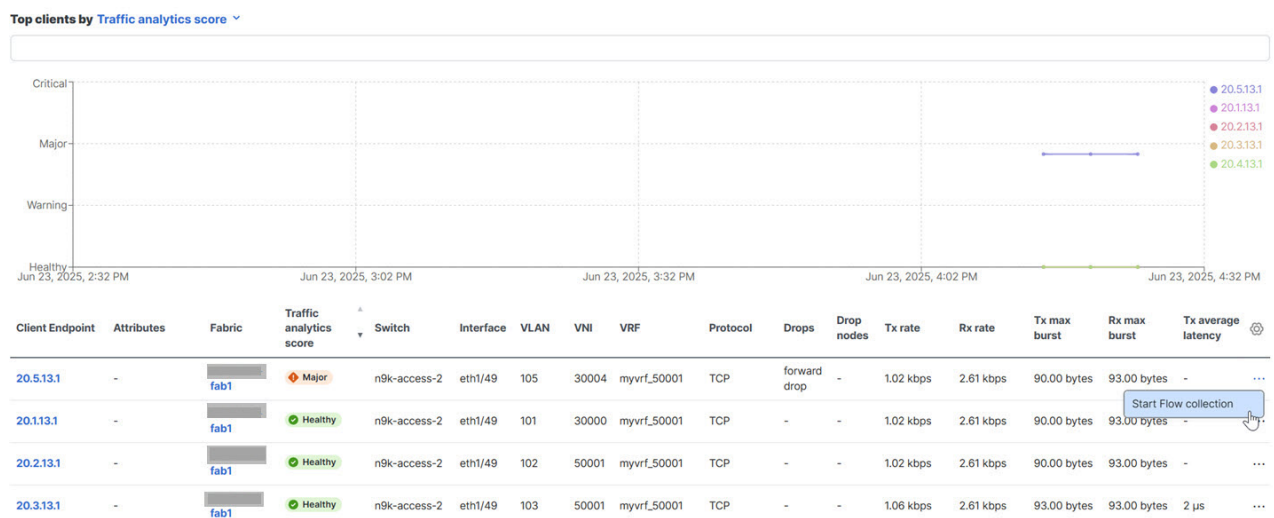 Top clients by Traffic analytics score
Critical
Major
Warning
Healthy
Jun 23, 2025, 2:32 PM Jun 23, 2025, 3:02 PM Jun 23, 2025, 3:32 PM Jun 23, 2025, 4:02 PM Jun 23, 2025, 4:32 PM
20.5.13.1
20.1.13.1
20.2.13.1
20.3.13.1
20.4.13.1
Client Endpoint Attributes Fabric Traffic analytics score Switch Interface VLAN VNI VRF Protocol Drops Drop nodes Tx rate Rx rate Tx max burst Rx max burst Tx average latency
20.5.13.1 - fab1 Major n9k-access-2 eth1/49 105 30004 myvrf_50001 TCP forward drop - 1.02 kbps 2.61 kbps 90.00 bytes 93.00 bytes - ...
Start Flow collection
20.1.13.1 - fab1 Healthy n9k-access-2 eth1/49 101 30000 myvrf_50001 TCP - - 1.02 kbps 2.61 kbps 90.00 bytes 93.00 bytes - ...
20.2.13.1 - fab1 Healthy n9k-access-2 eth1/49 102 50001 myvrf_50001 TCP - - 1.02 kbps 2.61 kbps 90.00 bytes 93.00 bytes - ...
20.3.13.1 - fab1 Healthy n9k-access-2 eth1/49 103 50001 myvrf_50001 TCP - - 1.06 kbps 2.61 kbps 93.00 bytes 93.00 bytes 2 µs ...